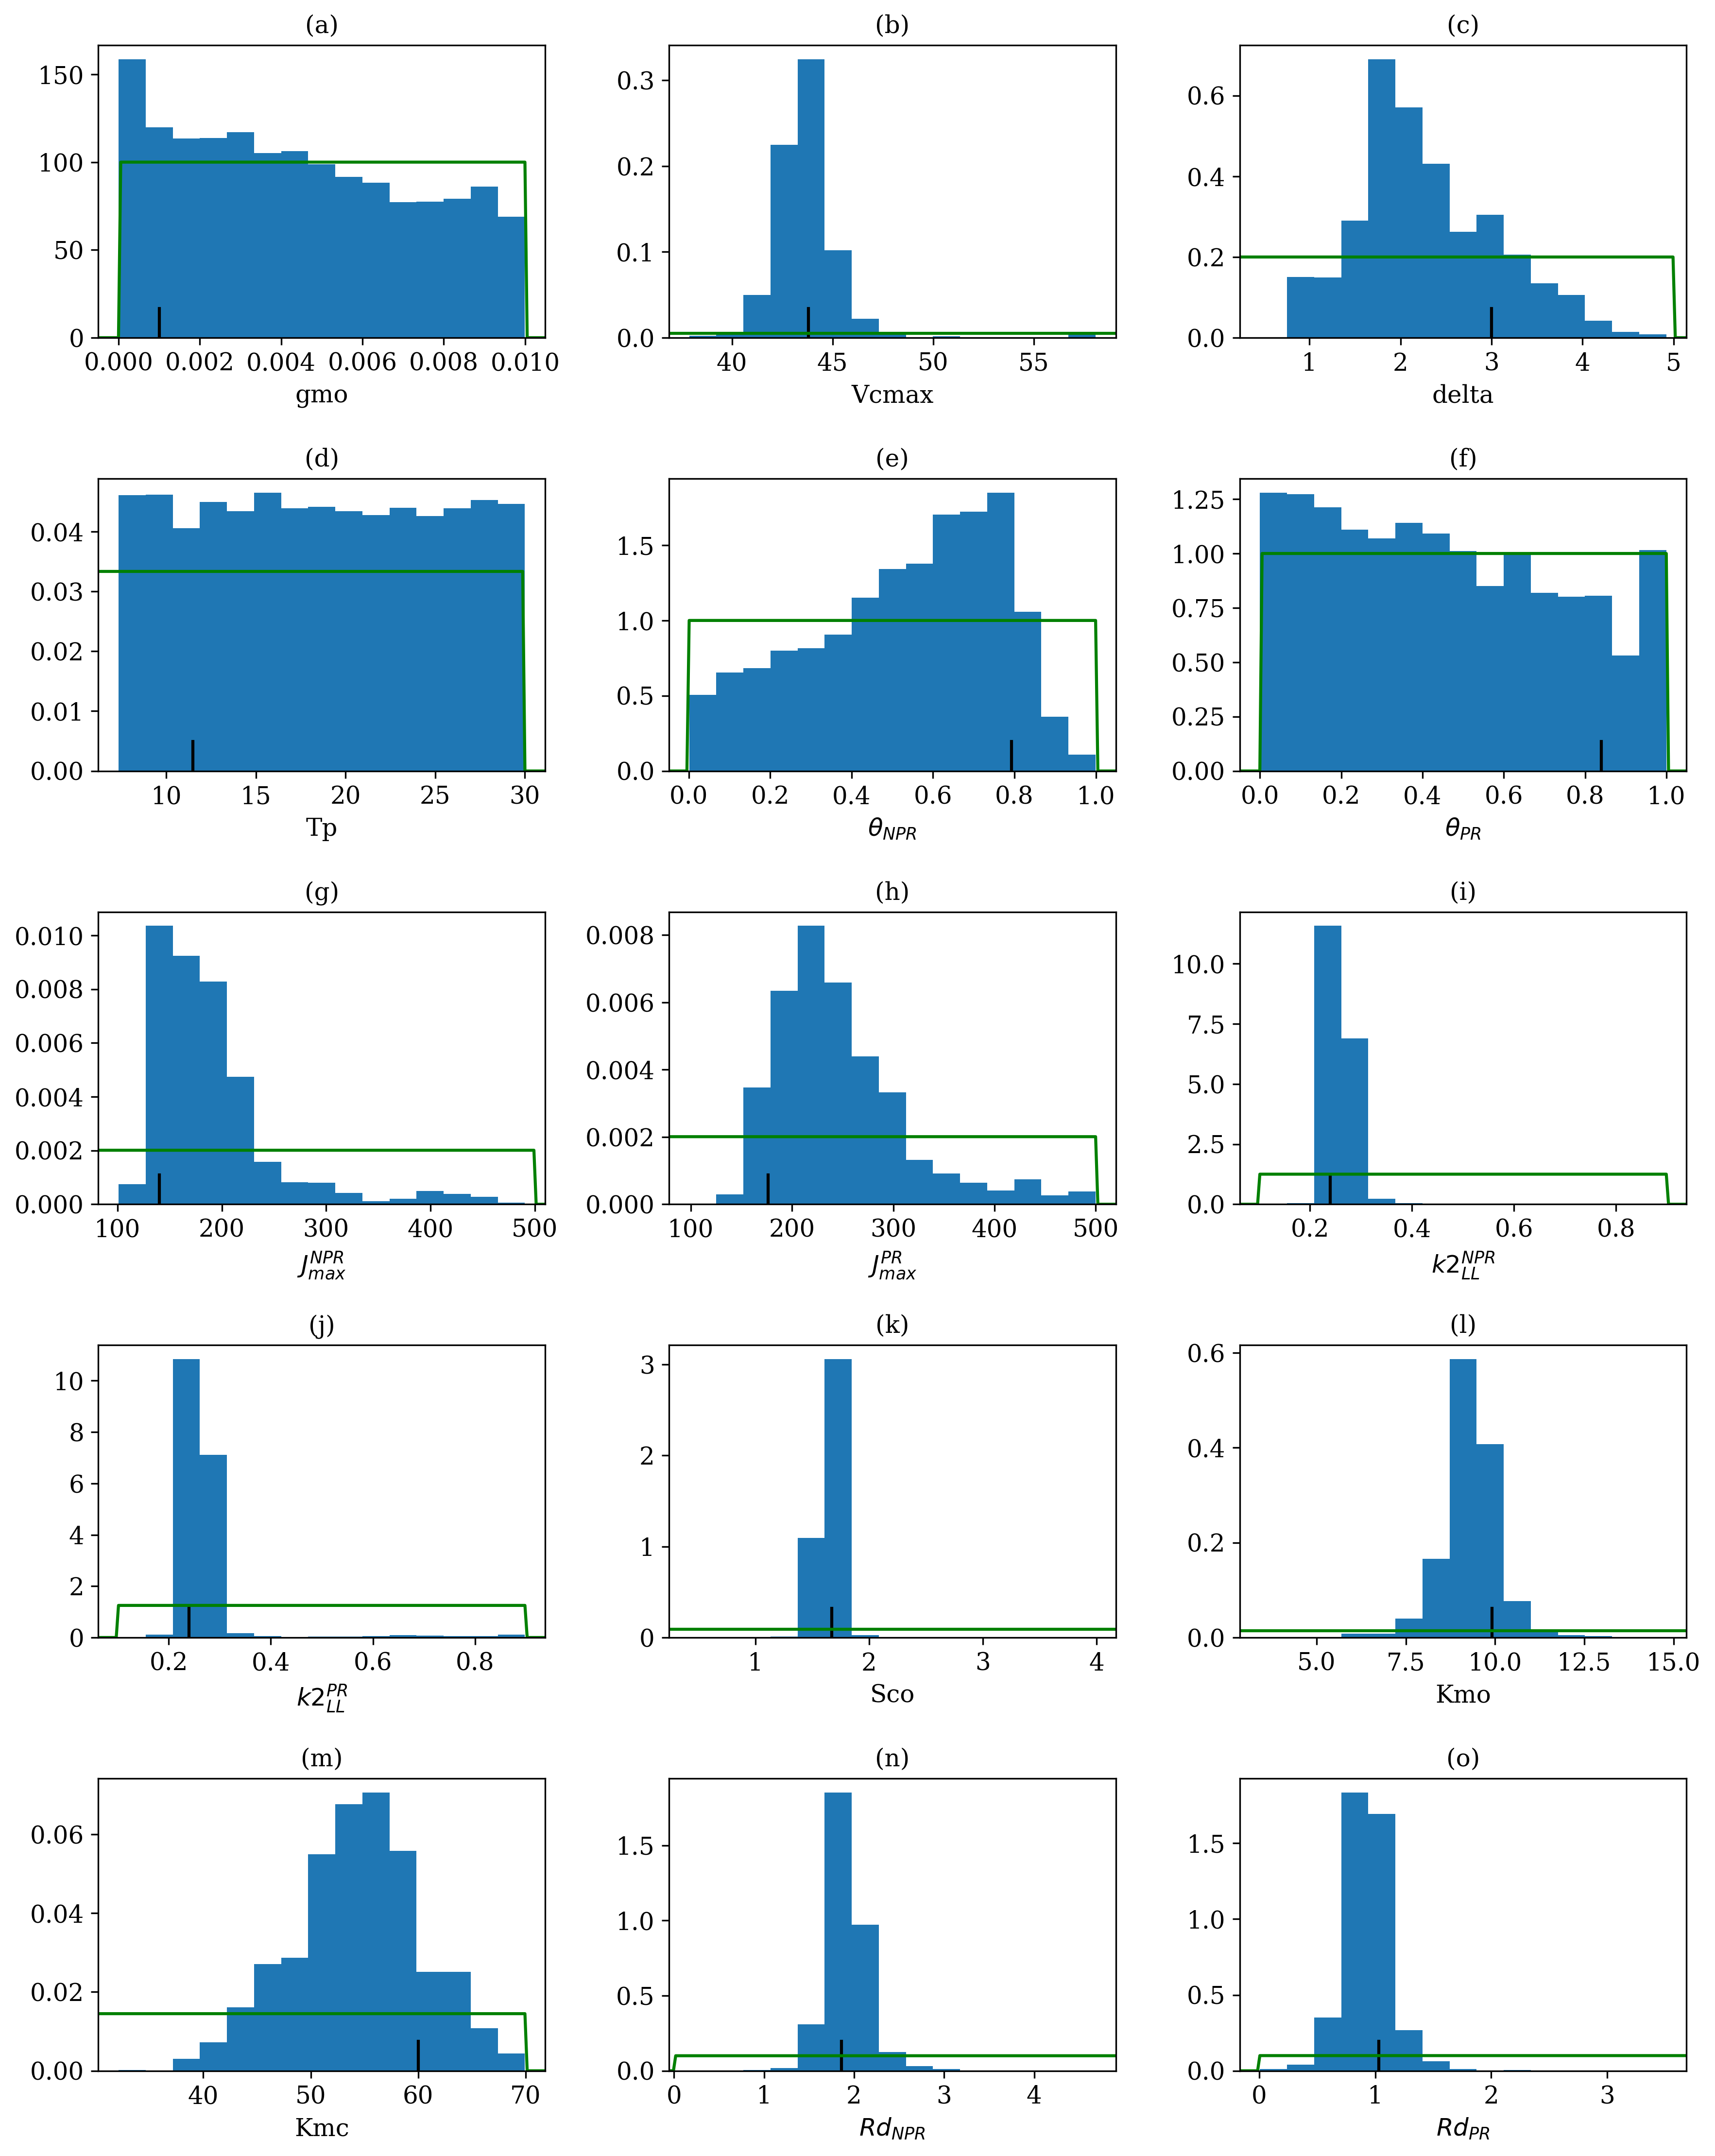 (a) (b) (c)
150 100 50 0
0.000 0.002 0.004 0.006 0.008 0.010
gmo
0.3 0.2 0.1 0.0
40 45 50 55
Vcmax
0.6 0.4 0.2 0.0
1 2 3 4 5
delta
(d) (e) (f)
0.04 0.03 0.02 0.01 0.00
10 15 20 25 30
Tp
1.5 1.0 0.5 0.0
0.0 0.2 0.4 0.6 0.8 1.0
θ_NPR
1.25 1.00 0.75 0.50 0.25 0.00
0.0 0.2 0.4 0.6 0.8 1.0
θ_PR
(g) (h) (i)
0.010 0.008 0.006 0.004 0.002 0.000
100 200 300 400 500
J_max^NPR
0.008 0.006 0.004 0.002 0.000
100 200 300 400 500
J_max^PR
10.0 7.5 5.0 2.5 0.0
0.2 0.4 0.6 0.8
k2_LL^NPR
(j) (k) (l)
10 8 6 4 2 0
0.2 0.4 0.6 0.8
k2_LL^PR
3 2 1 0
1 2 3 4
Sco
0.6 0.4 0.2 0.0
5.0 7.5 10.0 12.5 15.0
Kmo
(m) (n) (o)
0.06 0.04 0.02 0.00
40 50 60 70
Kmc
1.5 1.0 0.5 0.0
0 1 2 3 4
Rd_NPR
1.5 1.0 0.5 0.0
0 1 2 3
Rd_PR